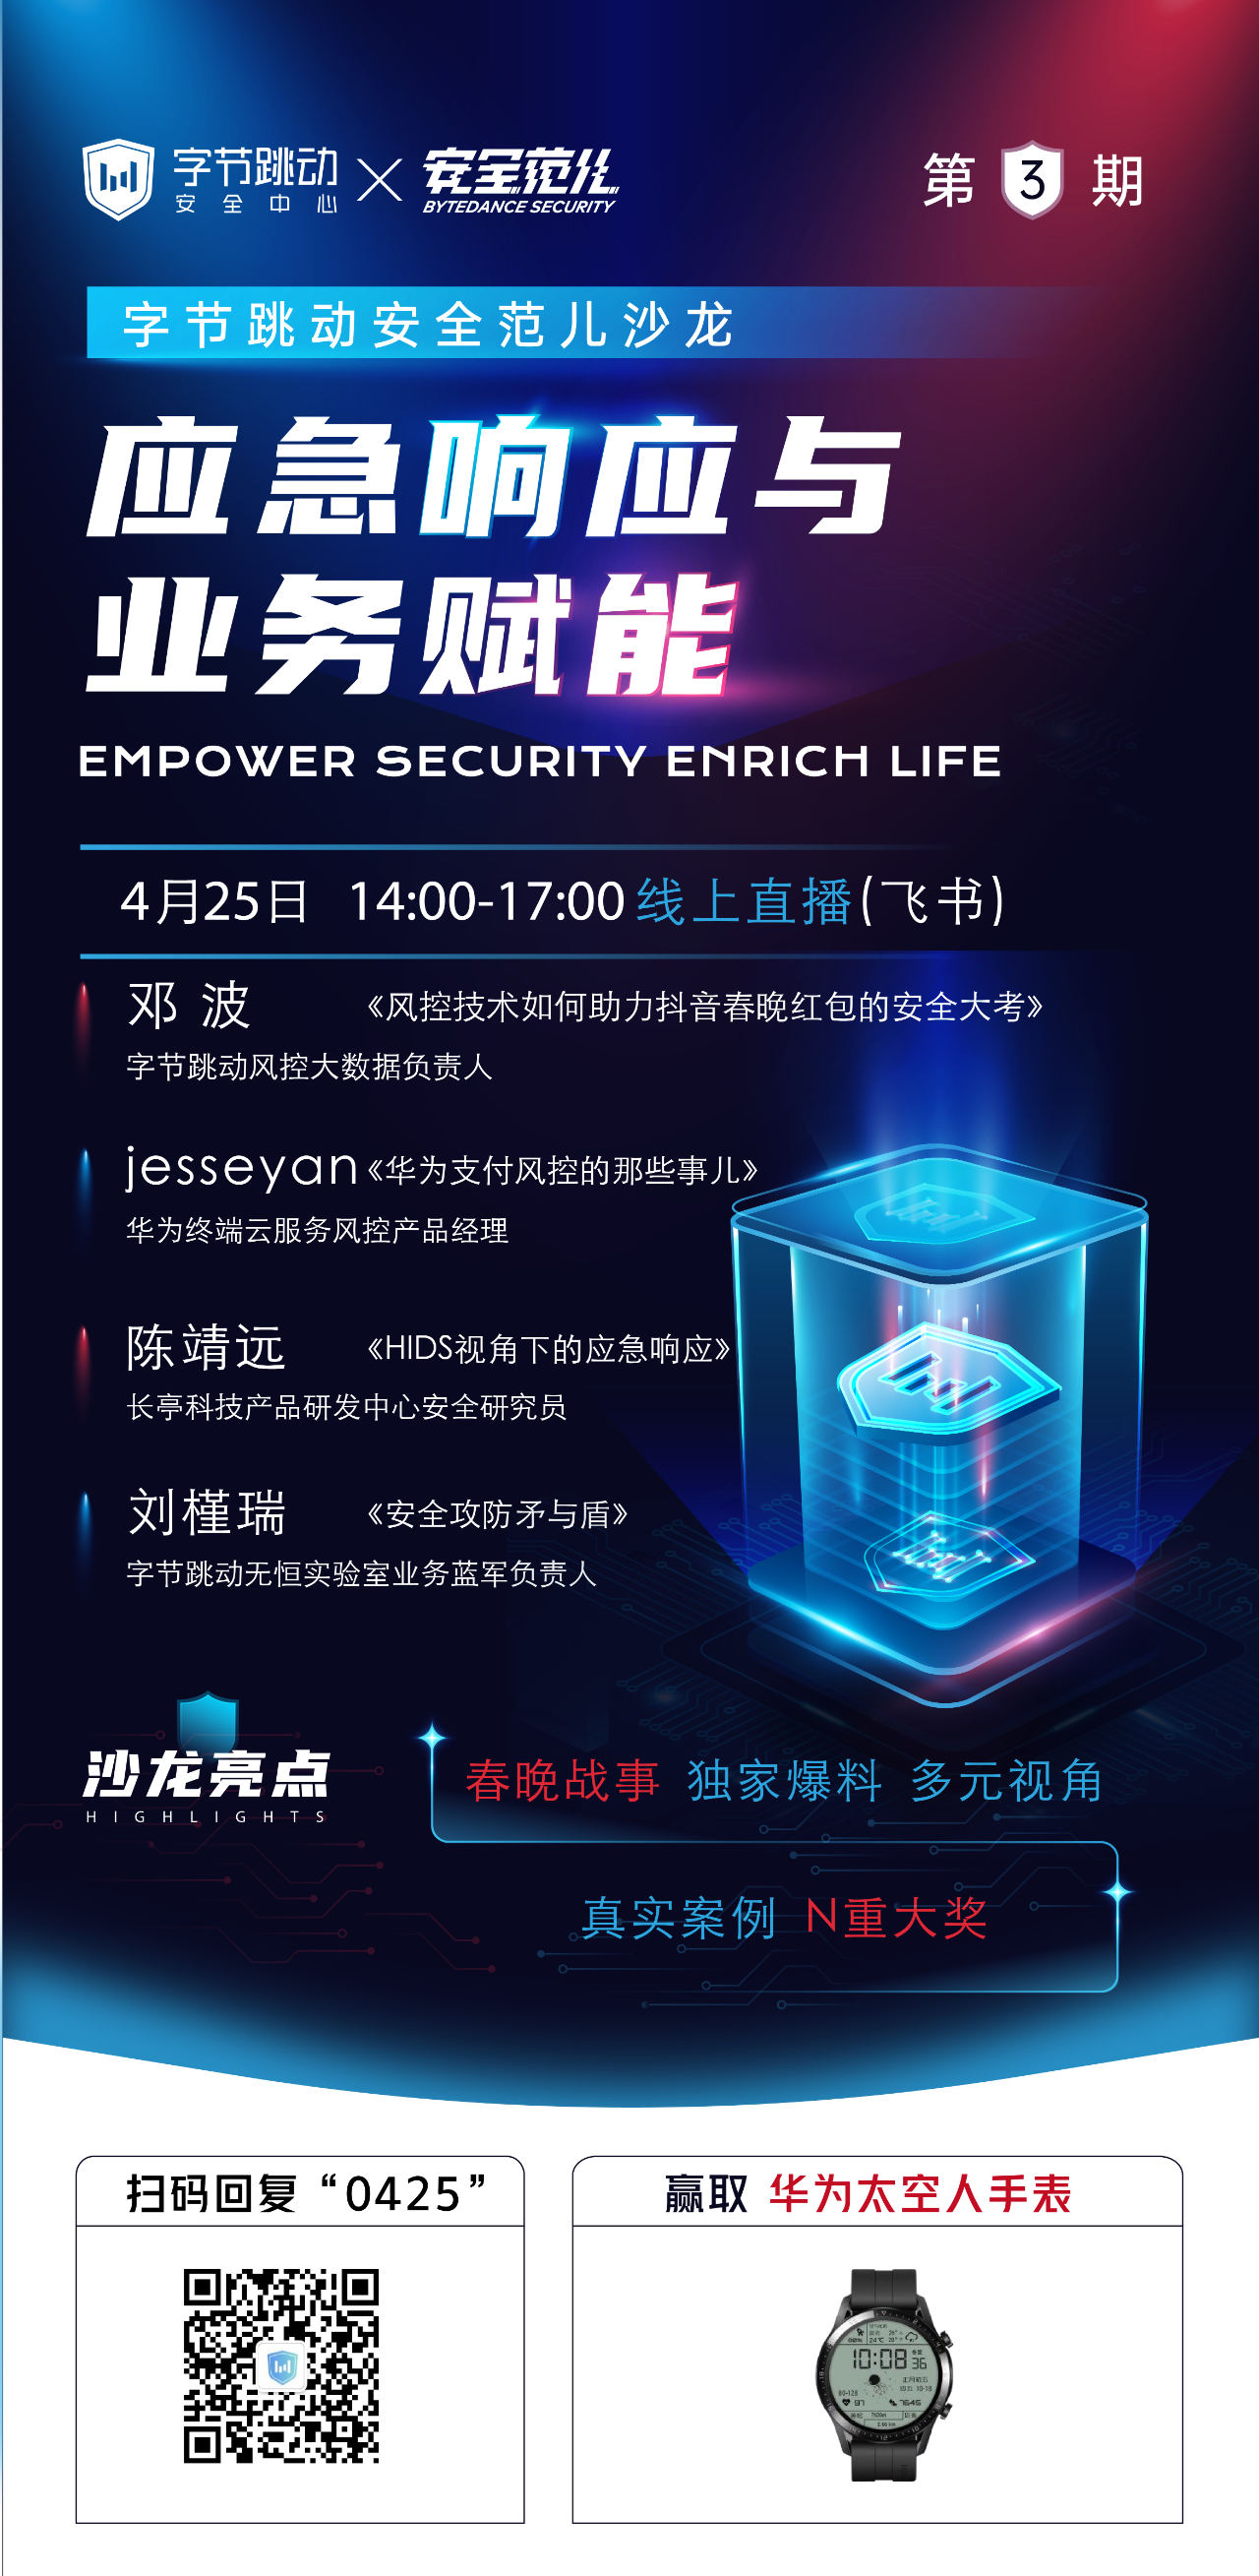 字节跳动 安全范儿
安全中心 BYTEDANCE SECURITY
第 3 期
字节跳动安全范儿沙龙
应急响应与
业务赋能
EMPOWER SECURITY ENRICH LIFE
4月25日 14:00-17:00 线上直播(飞书)
邓波 《风控技术如何助力抖音春晚红包的安全大考》
字节跳动风控大数据负责人
jesseyan 《华为支付风控的那些事儿》
华为终端云服务风控产品经理
陈靖远 《HIDS视角下的应急响应》
长亭科技产品研发中心安全研究员
刘槿瑞 《安全攻防矛与盾》
字节跳动无恒实验室业务蓝军负责人
沙龙亮点
HIGHLIGHTS
春晚战事 独家爆料 多元视角
真实案例 N重大奖
扫码回复“0425”
赢取 华为太空人手表
10:08 36